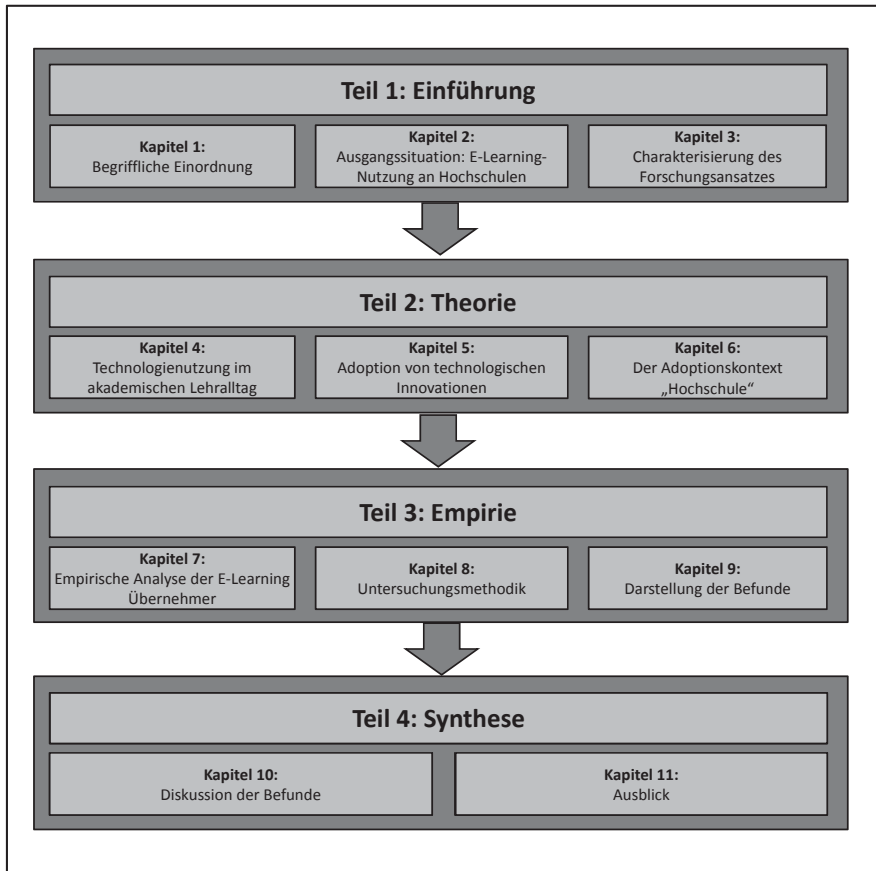 Teil 1: Einführung
Kapitel 1:
Begriffliche Einordnung
Kapitel 2:
Ausgangssituation: E-Learning-
Nutzung an Hochschulen
Kapitel 3:
Charakterisierung des
Forschungsansatzes
Teil 2: Theorie
Kapitel 4:
Technologienutzung im
akademischen Lehralltag
Kapitel 5:
Adoption von technologischen
Innovationen
Kapitel 6:
Der Adoptionskontext
„Hochschule“
Teil 3: Empirie
Kapitel 7:
Empirische Analyse der E-Learning
Übernehmer
Kapitel 8:
Untersuchungsmethodik
Kapitel 9:
Darstellung der Befunde
Teil 4: Synthese
Kapitel 10:
Diskussion der Befunde
Kapitel 11:
Ausblick